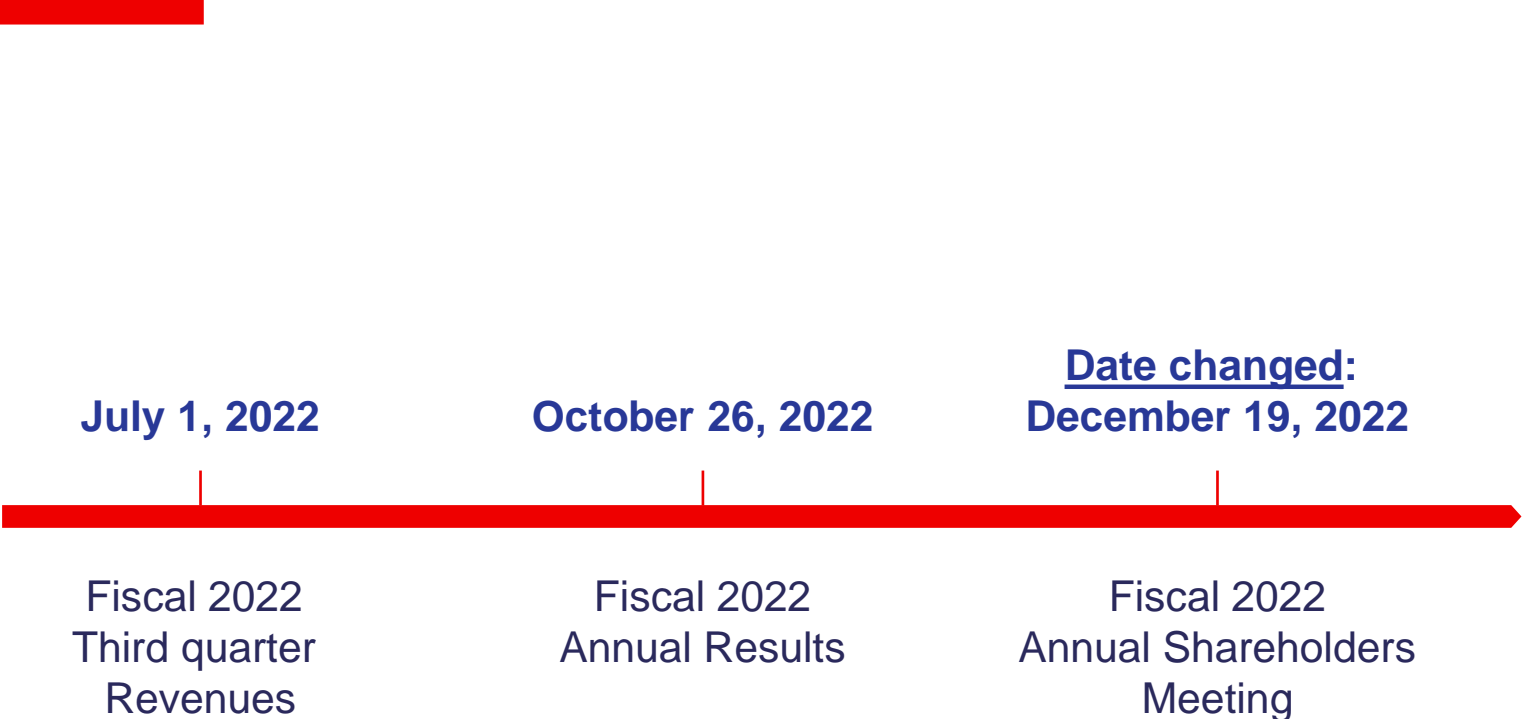 July 1, 2022
Fiscal 2022
Third quarter
Revenues
October 26, 2022
Fiscal 2022
Annual Results
Date changed:
December 19, 2022
Fiscal 2022
Annual Shareholders
Meeting